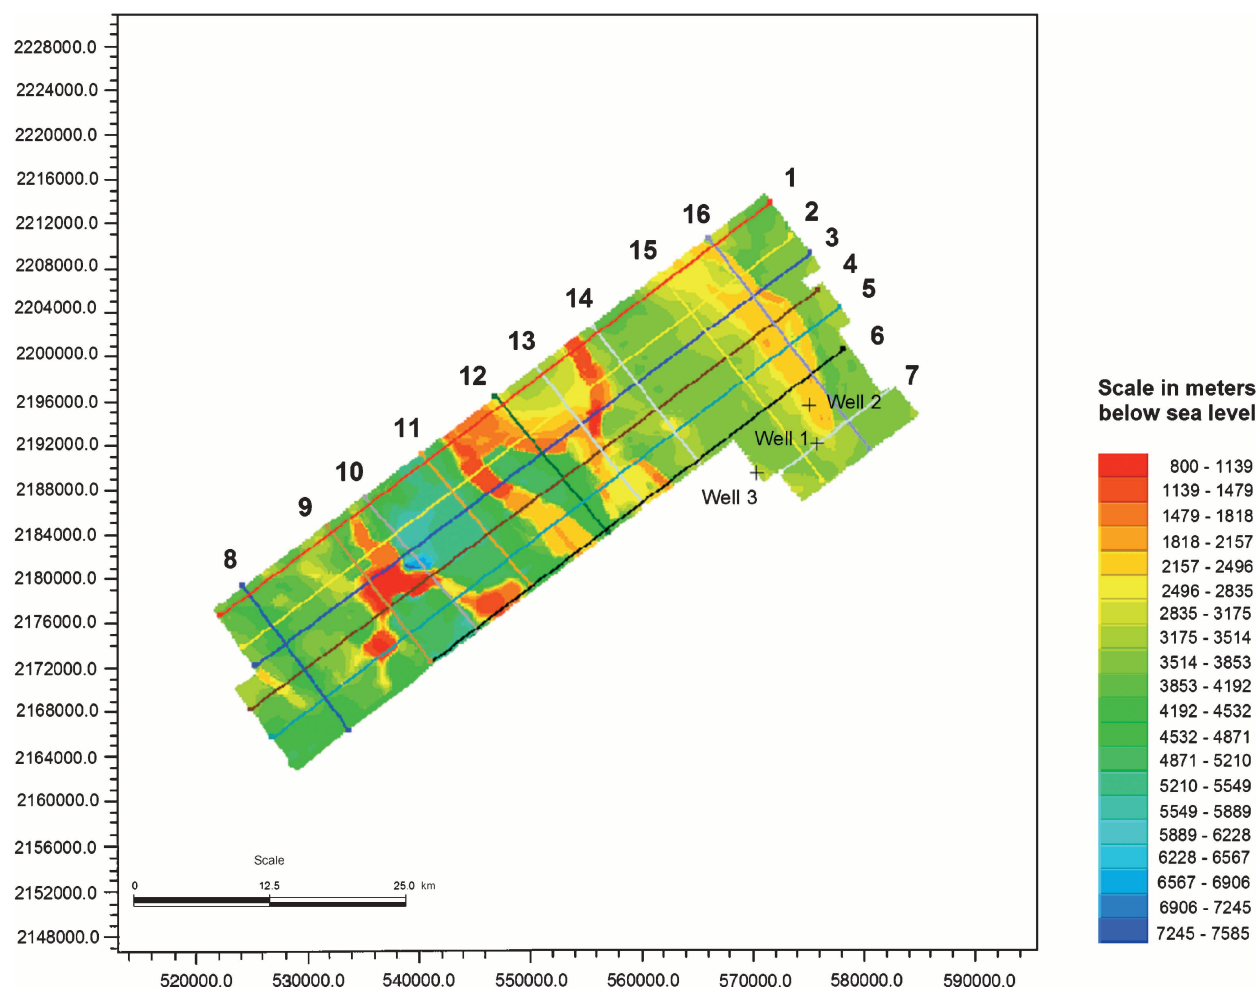 2228000.0
2224000.0
2220000.0
2216000.0
2212000.0
2208000.0
2204000.0
2200000.0
2196000.0
2192000.0
2188000.0
2184000.0
2180000.0
2176000.0
2172000.0
2168000.0
2164000.0
2160000.0
2156000.0
2152000.0
2148000.0
520000.0 530000.0 540000.0 550000.0 560000.0 570000.0 580000.0 590000.0
1
2
3
4
5
6
7
8
9
10
11
12
13
14
15
16
Well 2
Well 1
Well 3
Scale
0 12.5 25.0 km
Scale in meters
below sea level
800 - 1139
1139 - 1479
1479 - 1818
1818 - 2157
2157 - 2496
2496 - 2835
2835 - 3175
3175 - 3514
3514 - 3853
3853 - 4192
4192 - 4532
4532 - 4871
4871 - 5210
5210 - 5549
5549 - 5889
5889 - 6228
6228 - 6567
6567 - 6906
6906 - 7245
7245 - 7585